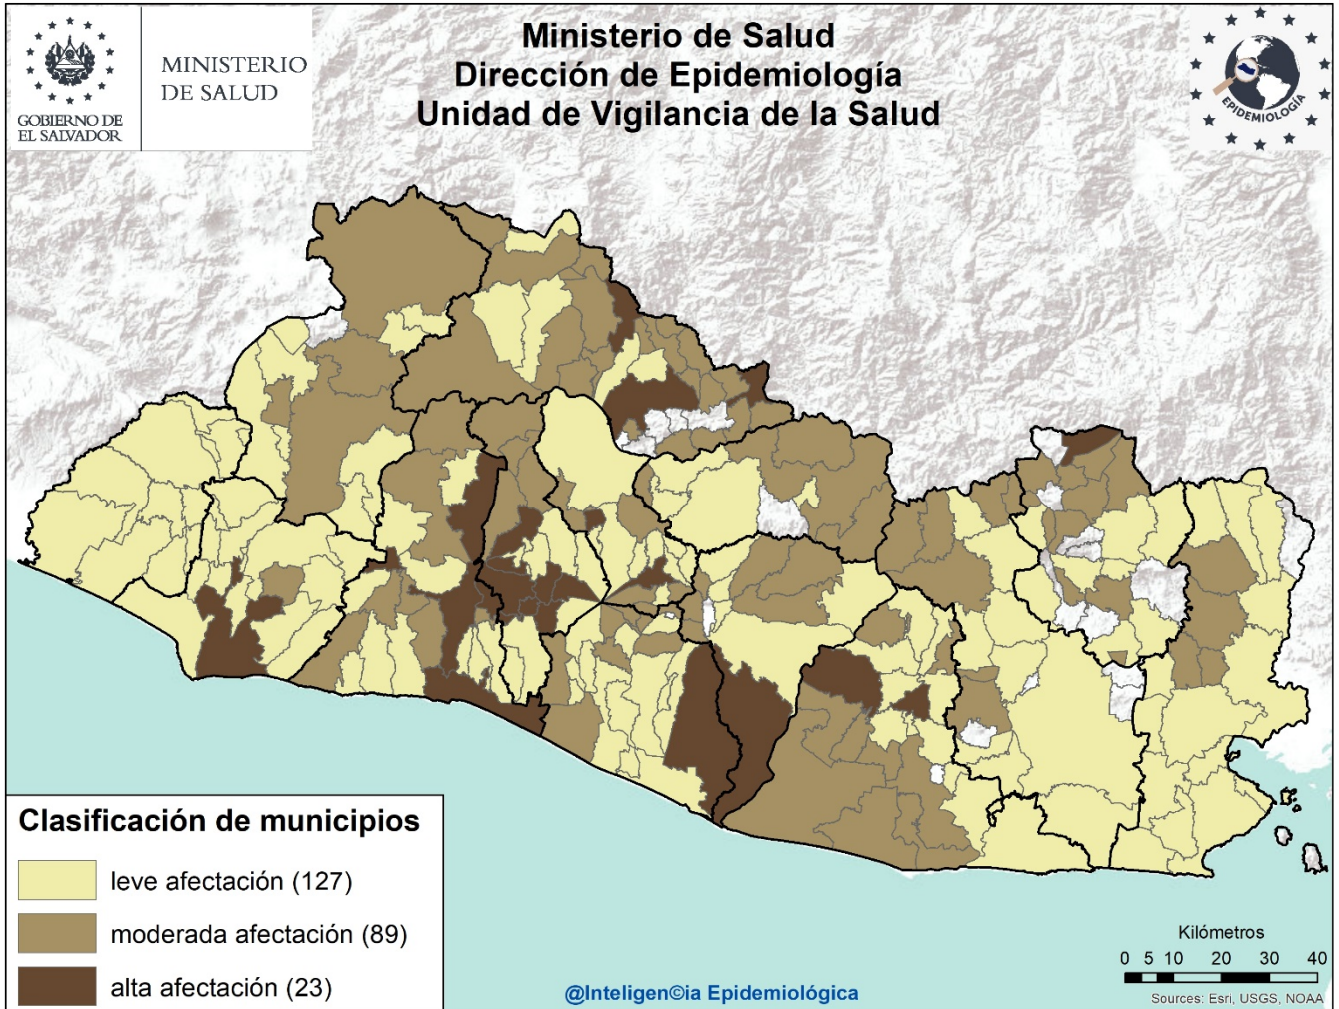 GOBIERNO DE
EL SALVADOR
MINISTERIO
DE SALUD
Ministerio de Salud
Dirección de Epidemiología
Unidad de Vigilancia de la Salud
EPIDEMIOLOGÍA
Clasificación de municipios
leve afectación (127)
moderada afectación (89)
alta afectación (23)
@Inteligen©ia Epidemiológica
Kilómetros
0 5 10 20 30 40
Sources: Esri, USGS, NOAA